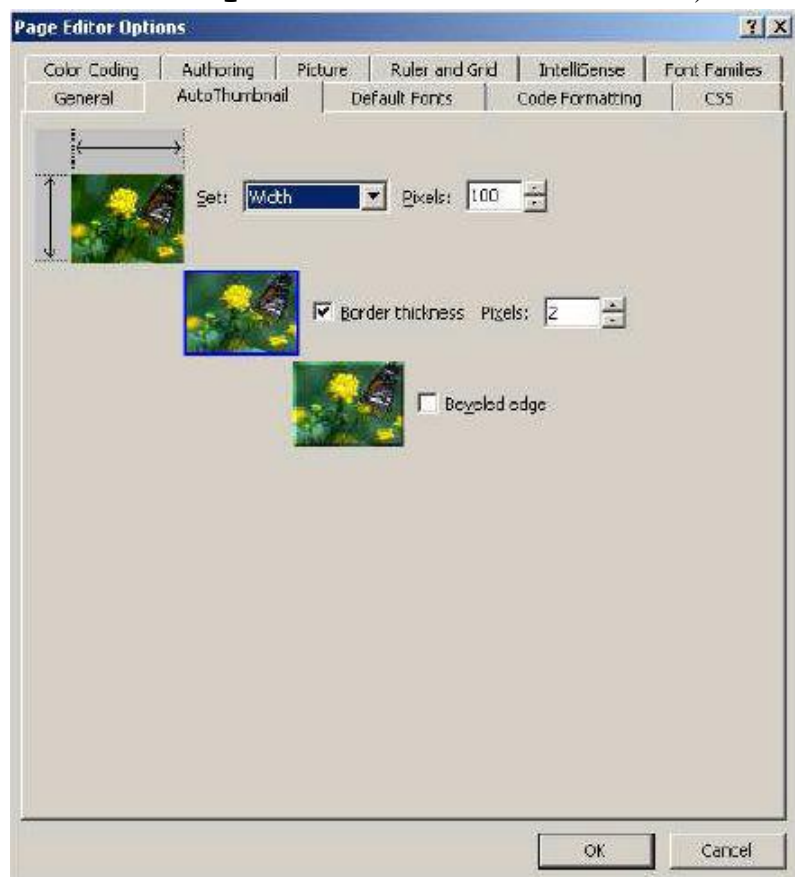 Page Editor Options
Color Coding Authoring Picture Ruler and Grid IntelliSense Font Families
General AutoThumbnail Default Fonts Code Formatting CSS
Set: Width Pixels: 100
Border thickness Pixels: 2
Beveled edge
OK Cancel